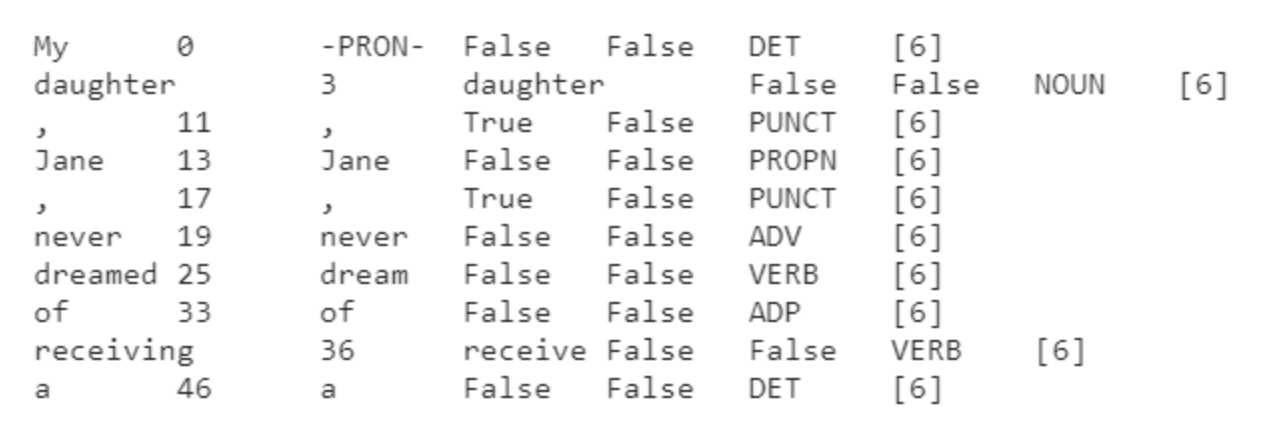 My 0 -PRON- False False DET [6]
daughter 3 daughter False False NOUN [6]
, 11 , True False PUNCT [6]
Jane 13 Jane False False PROPN [6]
, 17 , True False PUNCT [6]
never 19 never False False ADV [6]
dreamed 25 dream False False VERB [6]
of 33 of False False ADP [6]
receiving 36 receive False False VERB [6]
a 46 a False False DET [6]